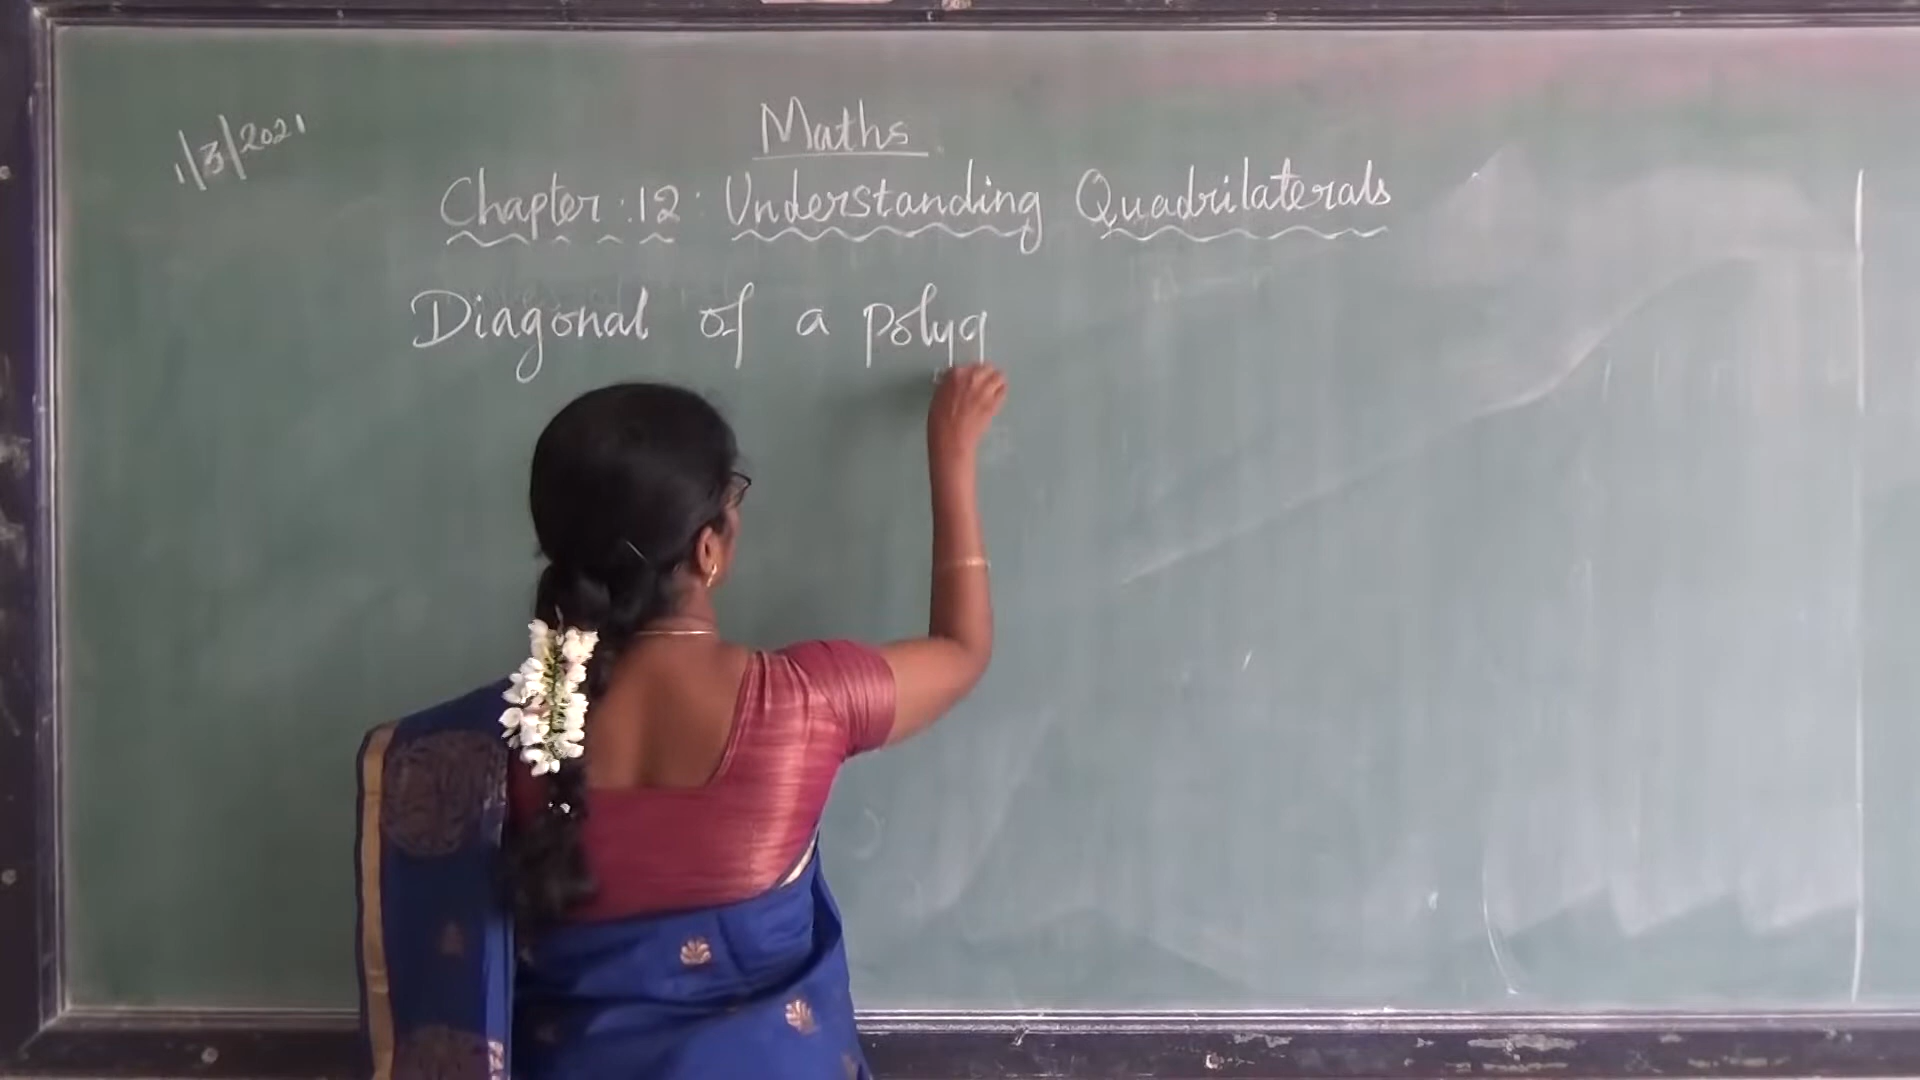 1/3/2021
Maths
Chapter:12: Understanding Quadrilaterals
Diagonal of a polyg